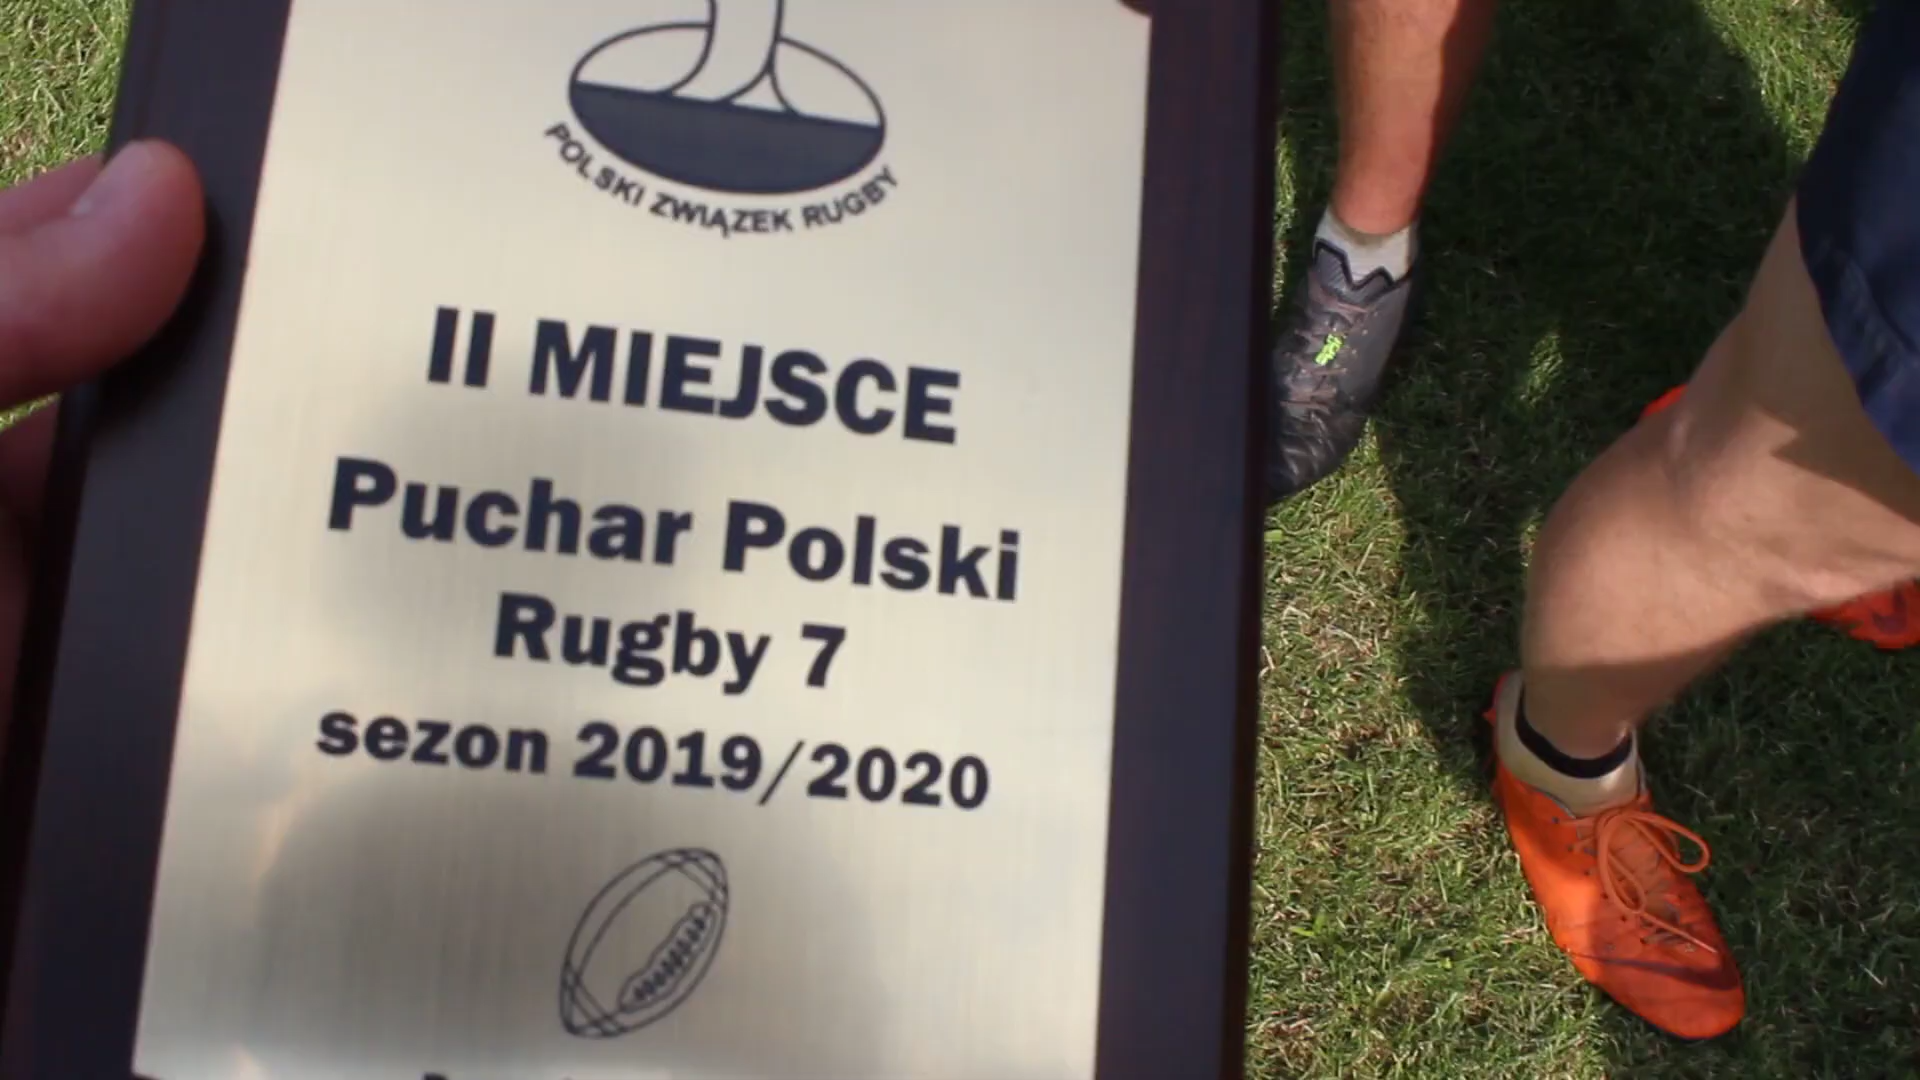 POLSKI ZWIĄZEK RUGBY
II MIEJSCE
Puchar Polski
Rugby 7
sezon 2019/2020